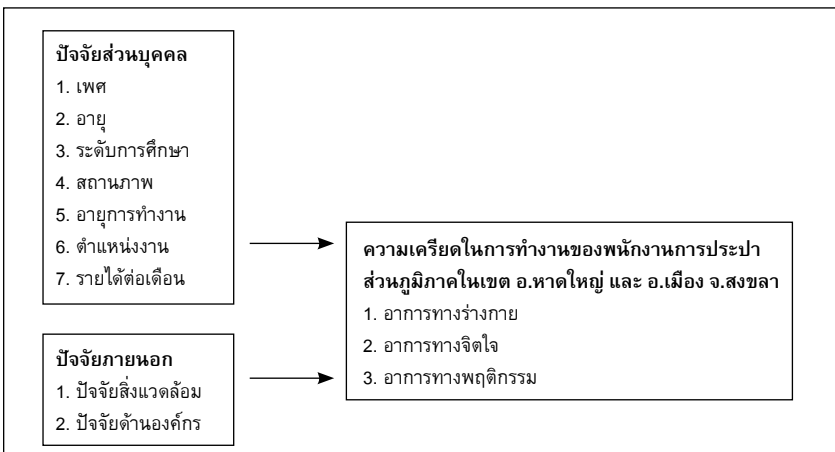 ปัจจัยส่วนบุคคล
1. เพศ
2. อายุ
3. ระดับการศึกษา
4. สถานภาพ
5. อายุการทำงาน
6. ตำแหน่งงาน
7. รายได้ต่อเดือน
ปัจจัยภายนอก
1. ปัจจัยสิ่งแวดล้อม
2. ปัจจัยด้านองค์กร
ความเครียดในการทำงานของพนักงานการประปา
ส่วนภูมิภาคในเขต อ.หาดใหญ่ และ อ.เมือง จ.สงขลา
1. อาการทางร่างกาย
2. อาการทางจิตใจ
3. อาการทางพฤติกรรม